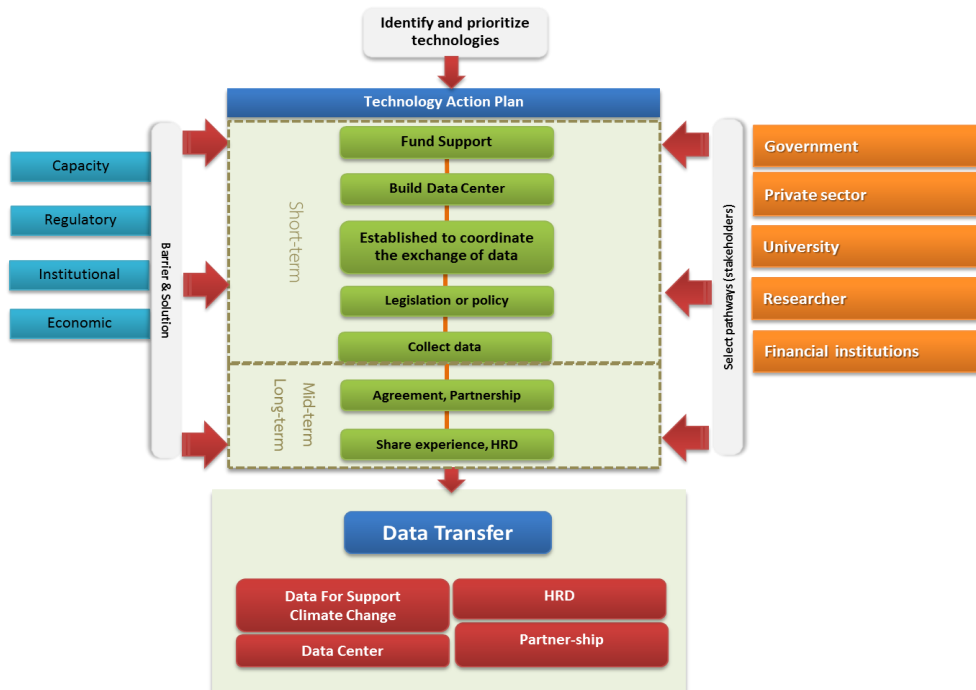 Identify and prioritize
technologies
Technology Action Plan
Capacity
Regulatory
Institutional
Economic
Barrier & Solution
Short-term
Fund Support
Build Data Center
Established to coordinate
the exchange of data
Legislation or policy
Collect data
Mid-term
Long-term
Agreement, Partnership
Share experience, HRD
Select pathways (stakeholders)
Government
Private sector
University
Researcher
Financial institutions
Data Transfer
Data For Support
Climate Change
HRD
Data Center
Partner-ship